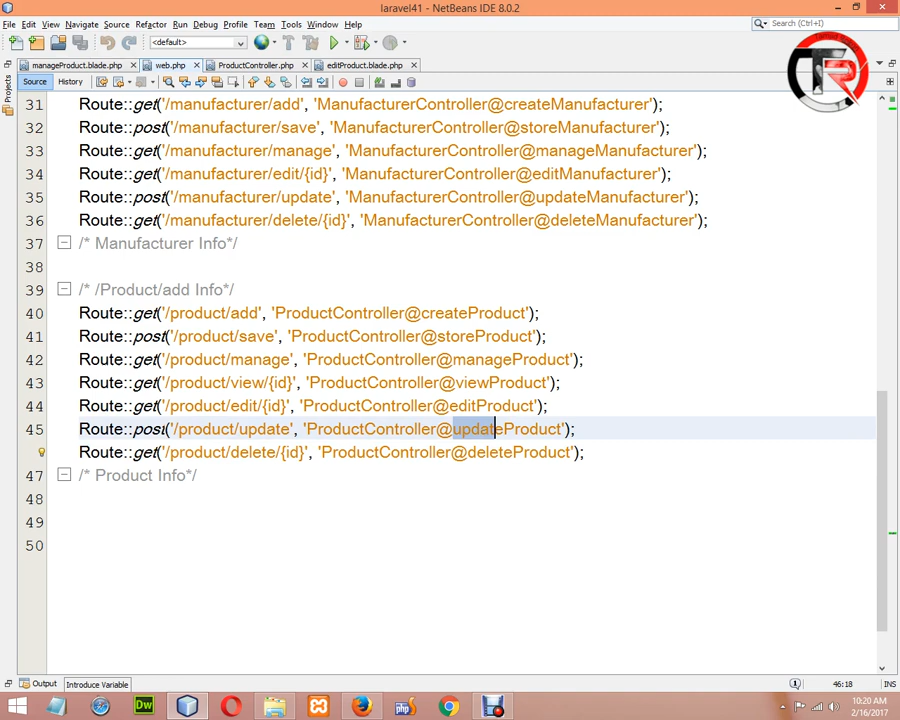 laravel41 - NetBeans IDE 8.0.2
File Edit View Navigate Source Refactor Run Debug Profile Team Tools Window Help
<default>
Search (Ctrl+I)
manageProduct.blade.php
web.php
ProductController.php
editProduct.blade.php
Source
History
Projects
31 Route::get('/manufacturer/add', 'ManufacturerController@createManufacturer');
32 Route::post('/manufacturer/save', 'ManufacturerController@storeManufacturer');
33 Route::get('/manufacturer/manage', 'ManufacturerController@manageManufacturer');
34 Route::get('/manufacturer/edit/{id}', 'ManufacturerController@editManufacturer');
35 Route::post('/manufacturer/update', 'ManufacturerController@updateManufacturer');
36 Route::get('/manufacturer/delete/{id}', 'ManufacturerController@deleteManufacturer');
37 /* Manufacturer Info*/
38
39 /* /Product/add Info*/
40 Route::get('/product/add', 'ProductController@createProduct');
41 Route::post('/product/save', 'ProductController@storeProduct');
42 Route::get('/product/manage', 'ProductController@manageProduct');
43 Route::get('/product/view/{id}', 'ProductController@viewProduct');
44 Route::get('/product/edit/{id}', 'ProductController@editProduct');
45 Route::post('/product/update', 'ProductController@updateProduct');
Route::get('/product/delete/{id}', 'ProductController@deleteProduct');
47 /* Product Info*/
48
49
50
Output
Introduce Variable
46:18
INS
Dw
php
10:20 AM
2/16/2017